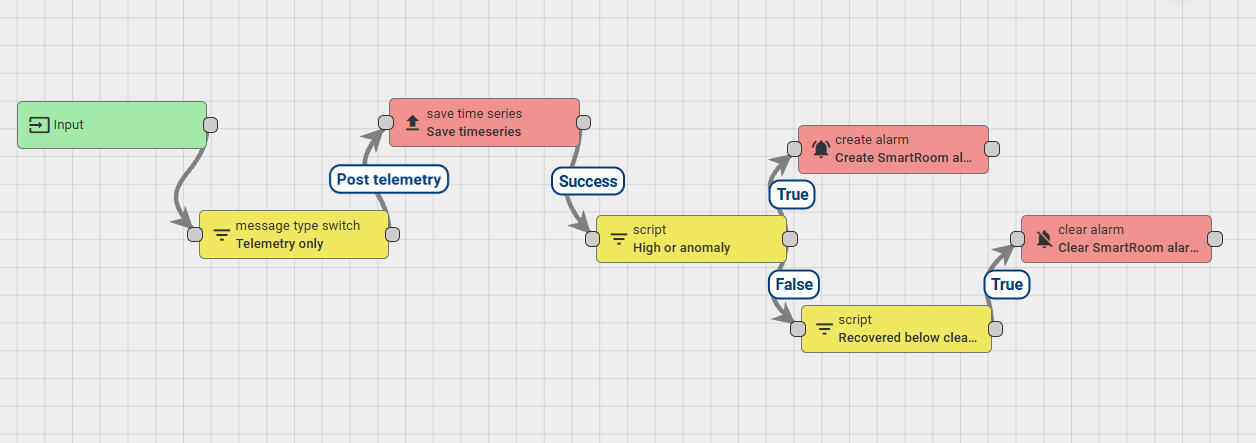 Input
message type switch
Telemetry only
Post telemetry
save time series
Save timeseries
Success
script
High or anomaly
True
create alarm
Create SmartRoom al...
False
script
Recovered below clea...
True
clear alarm
Clear SmartRoom alar...